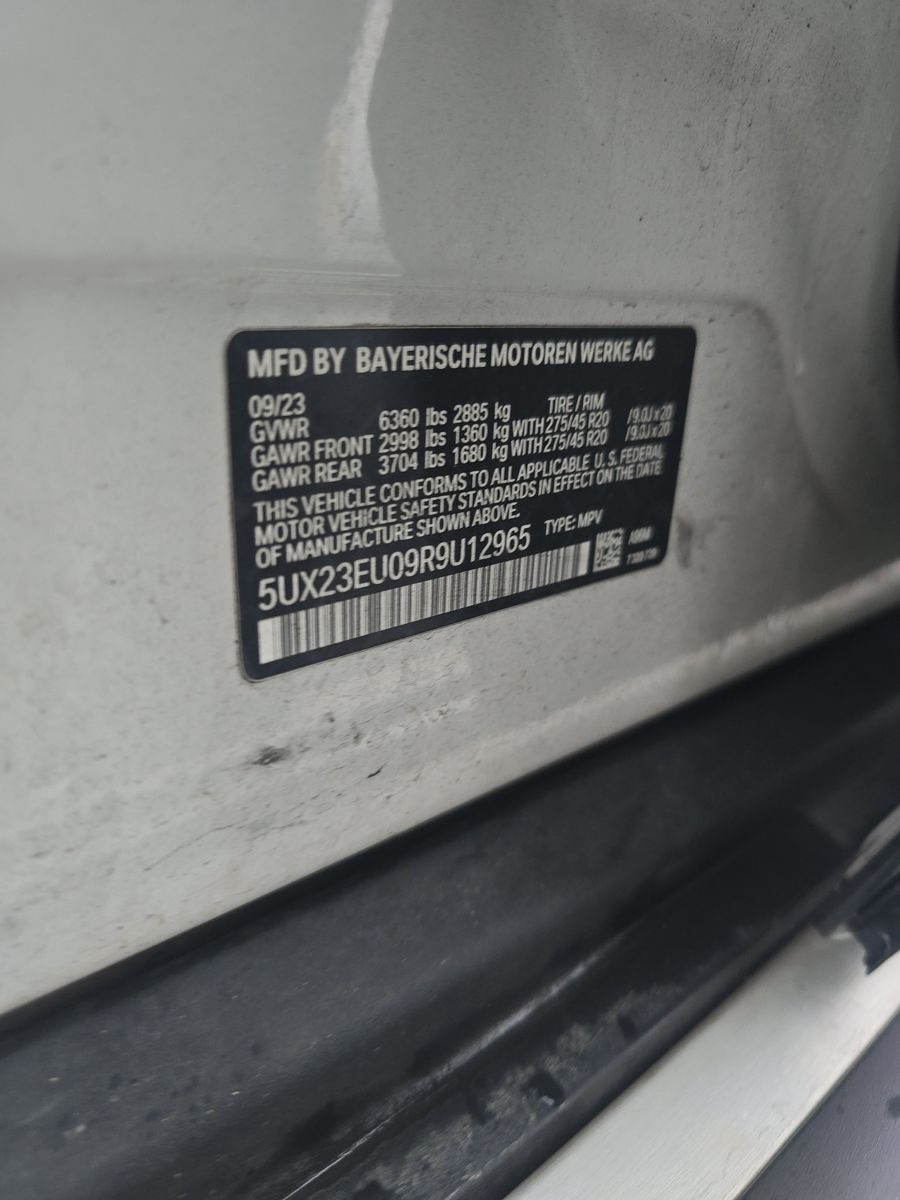 MFD BY BAYERISCHE MOTOREN WERKE AG
09/23 TIRE / RIM
GVWR 6360 lbs 2885 kg
GAWR FRONT 2998 lbs 1360 kg WITH 275/45 R20 /9.0J x 20
GAWR REAR 3704 lbs 1680 kg WITH 275/45 R20 /9.0J x 20
THIS VEHICLE CONFORMS TO ALL APPLICABLE U. S. FEDERAL
MOTOR VEHICLE SAFETY STANDARDS IN EFFECT ON THE DATE
OF MANUFACTURE SHOWN ABOVE.
5UX23EU09R9U12965 TYPE: MPV